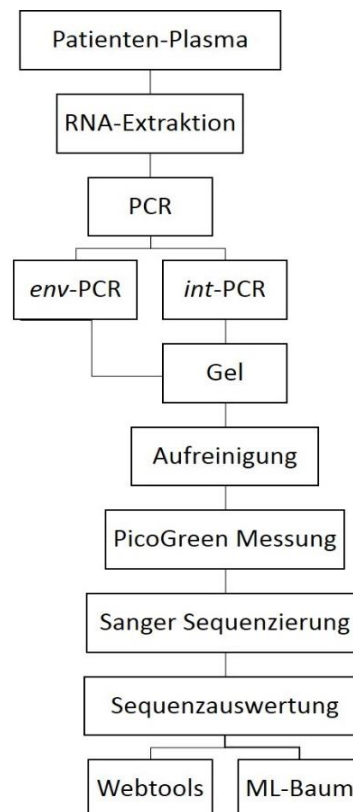 Patienten-Plasma
RNA-Extraktion
PCR
env-PCR
int-PCR
Gel
Aufreinigung
PicoGreen Messung
Sanger Sequenzierung
Sequenzauswertung
Webtools
ML-Baum